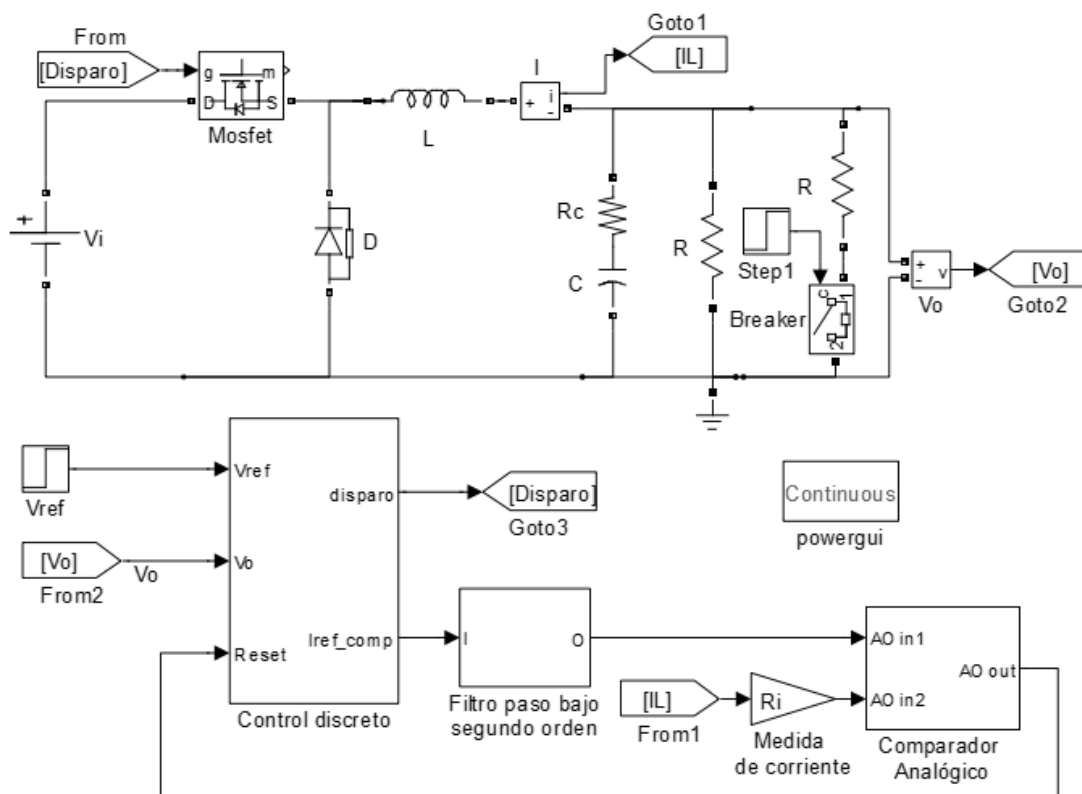 From
[Disparo]
g
m
D
S
Mosfet
Goto1
[IL]
I
+
i
-
L
+
Vi
D
Rc
C
R
R
Step1
c
1
2
Breaker
+
-
v
Vo
[Vo]
Goto2
Vref
[Vo]
From2
Vo
Vref
Vo
Reset
disparo
Iref_comp
Control discreto
[Disparo]
Goto3
Continuous
powergui
I
O
Filtro paso bajo
segundo orden
[IL]
From1
Ri
Medida
de corriente
AO in1
AO in2
AO out
Comparador
Analógico